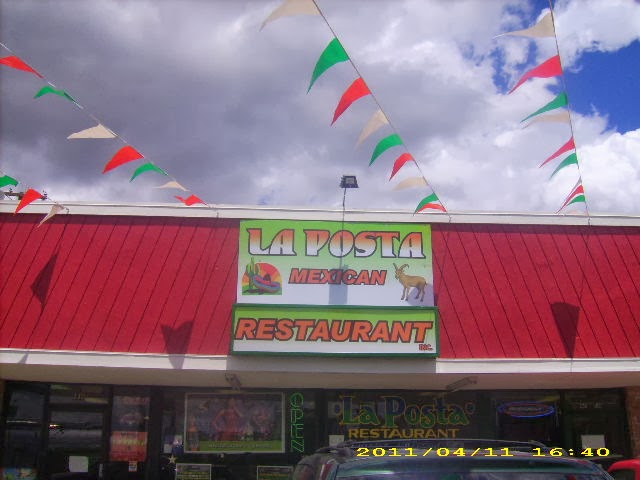 LA POSTA
MEXICAN
RESTAURANT
INC.
OPEN
LA POSTA
RESTAURANT
2011/04/11 16:40